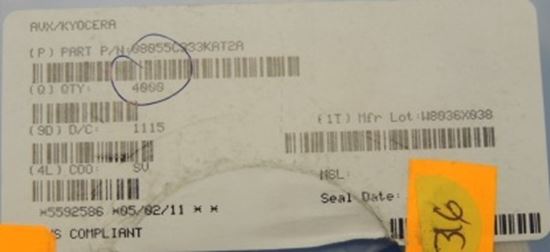 AVX/KYOCERA
(P) PART P/N:08055C333KAT2A
(Q) QTY: 4000
(1T) Mfr Lot:W8036X038
(9D) D/C: 1115
(4L) COO: SV
MSL:
Seal Date:
*5592586 *05/02/11 * *
COMPLIANT
36